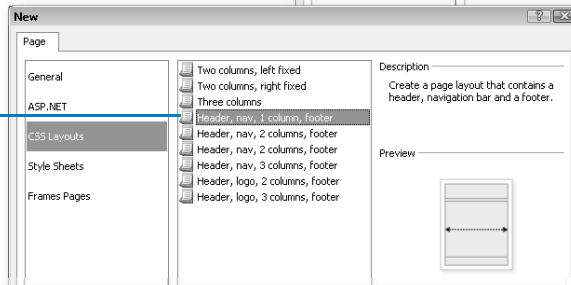 New
Page
General
ASP.NET
CSS Layouts
Style Sheets
Frames Pages
Two columns, left fixed
Two columns, right fixed
Three columns
Header, nav, 1 column, footer
Header, nav, 2 columns, footer
Header, nav, 2 columns, footer
Header, nav, 3 columns, footer
Header, logo, 2 columns, footer
Header, logo, 3 columns, footer
Description
Create a page layout that contains a
header, navigation bar and a footer.
Preview